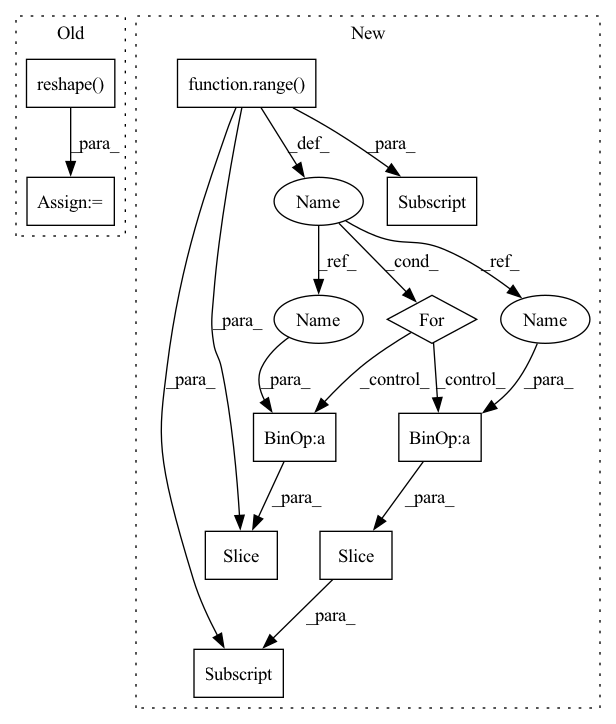 Old
New
reshape()
function.range()
_para_
_def_
_para_
Assign:=
Name
Subscript
_ref_
_cond_
_ref_
_para_
Name
For
Name
_para_
_para_
_control_
_control_
_para_
BinOp:a
BinOp:a
_para_
_para_
Slice
Slice
_para_
Subscript